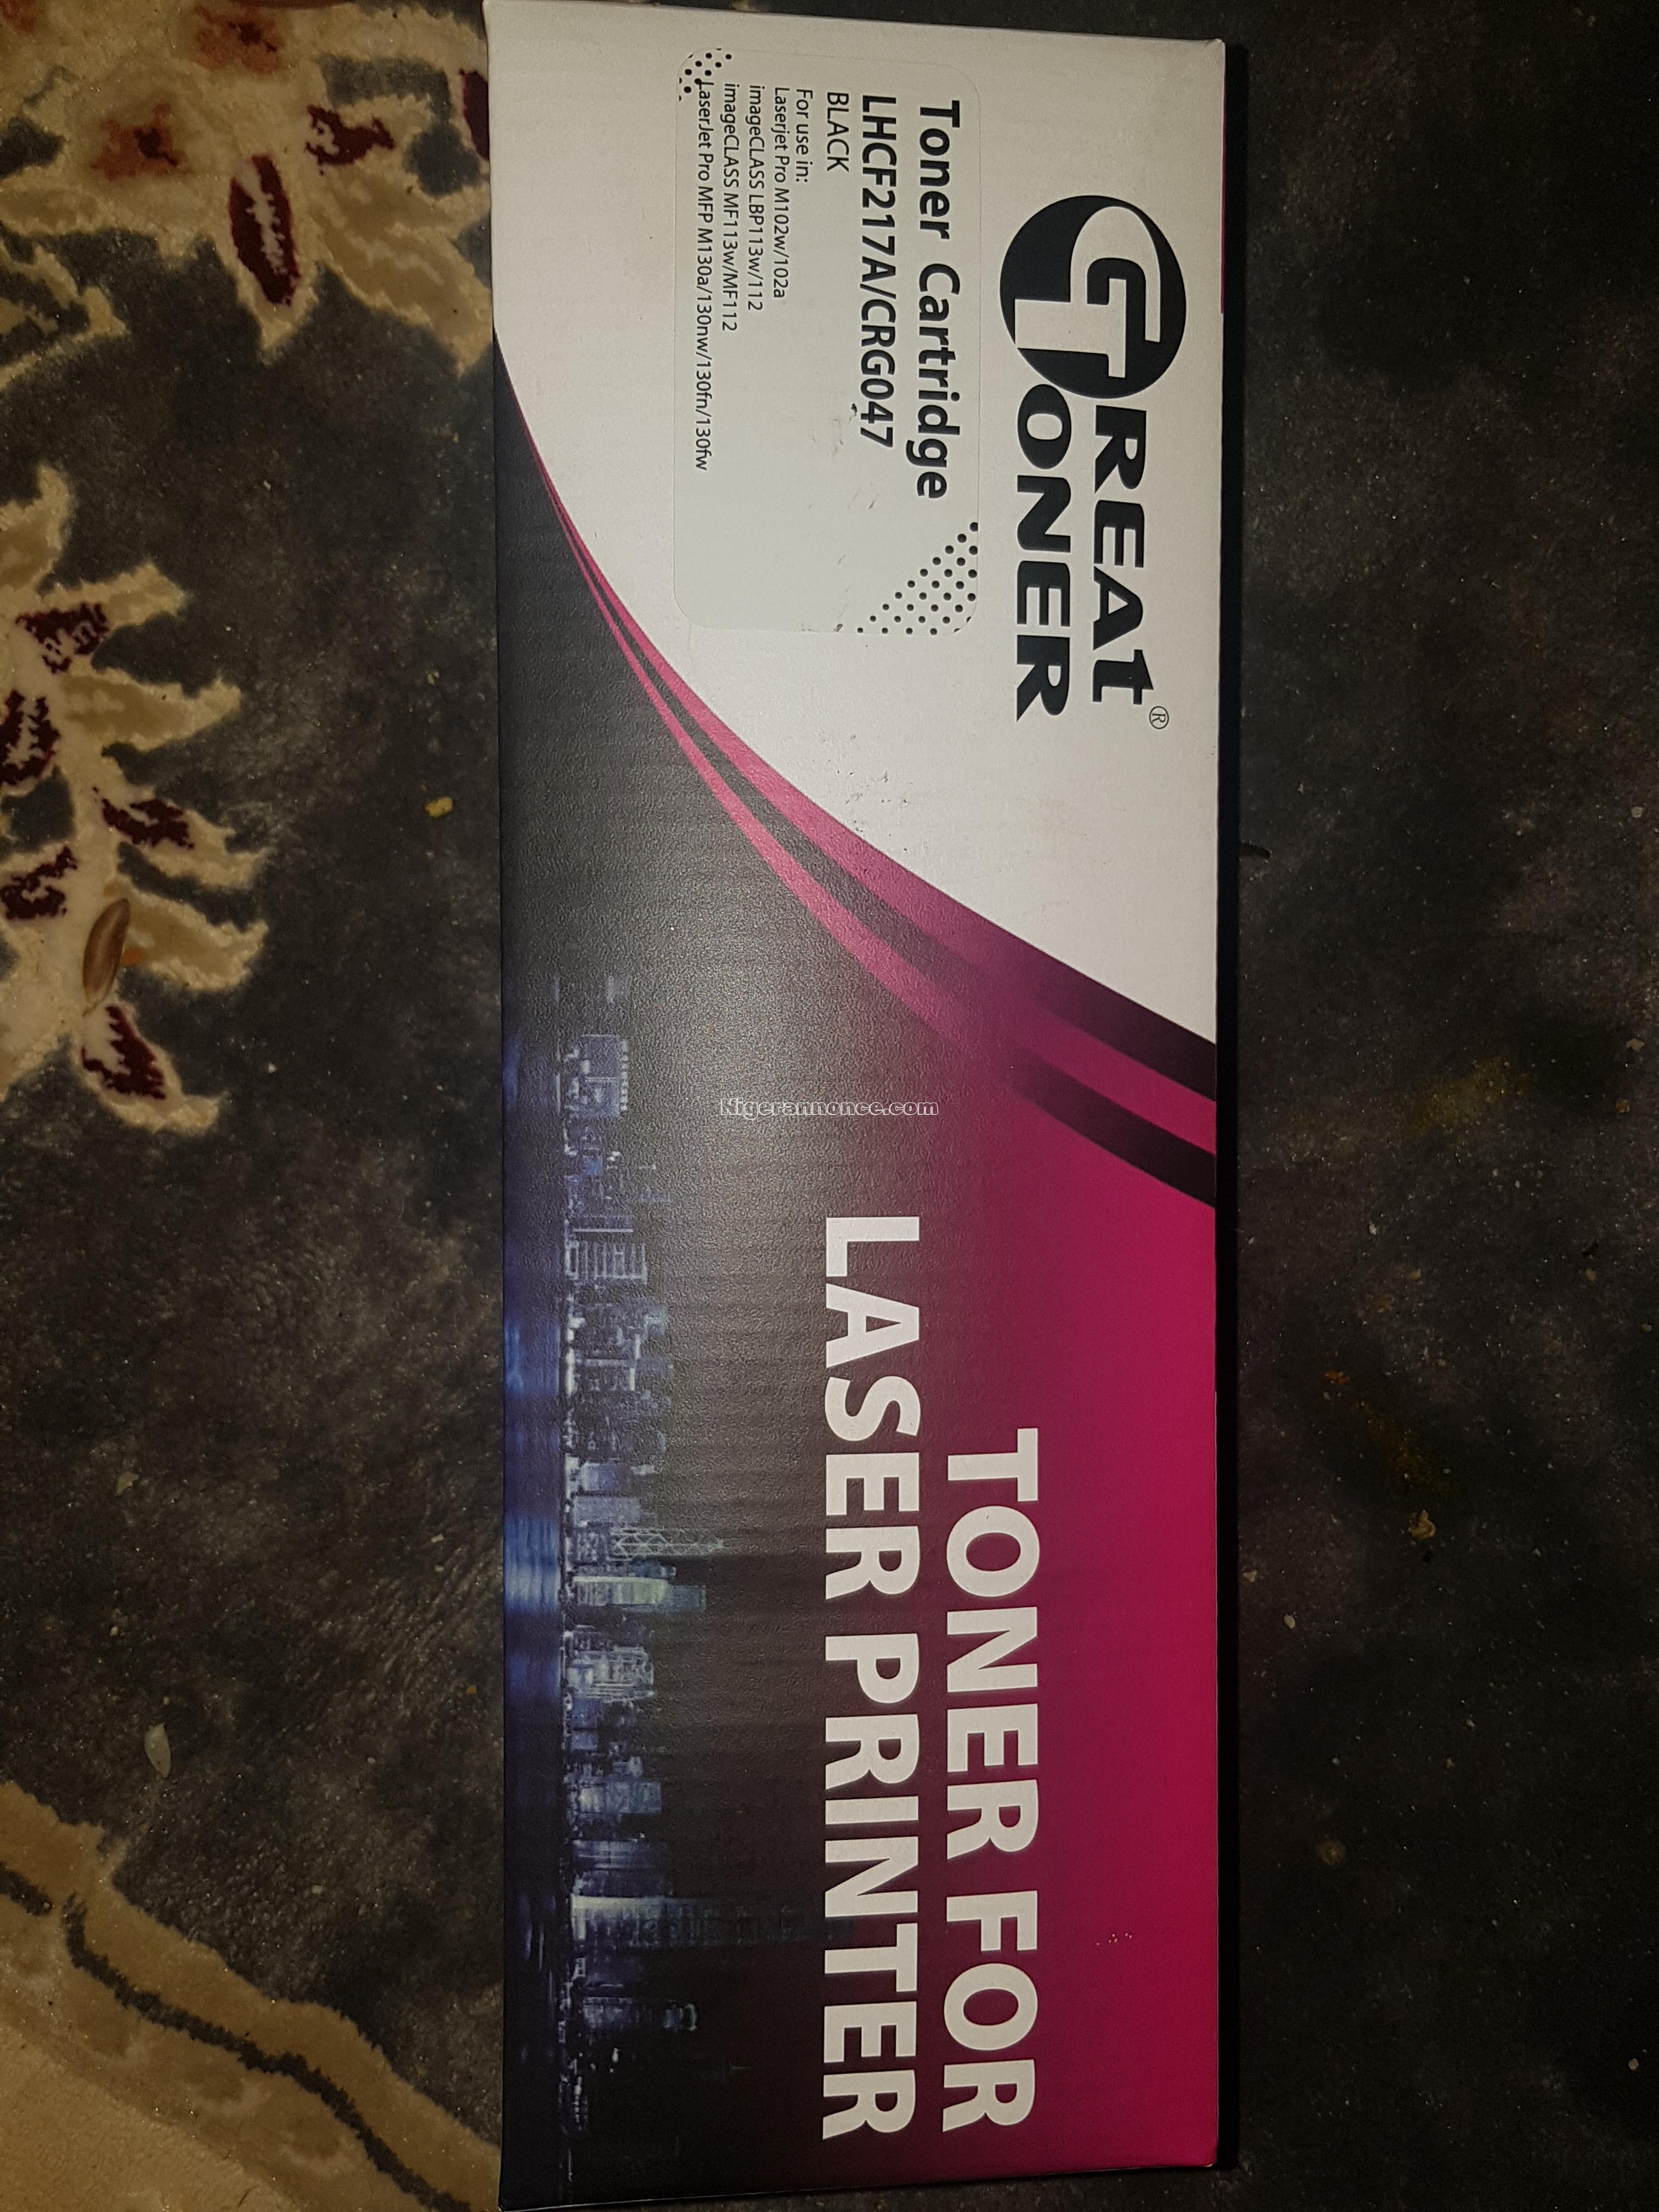 GREAT
TONER
®
Toner Cartridge
LHCF217A/CRG047
BLACK
For use in:
Laserjet Pro M102w/102a
imageCLASS LBP113w/112
imageCLASS MF113w/MF112
LaserJet Pro MFP M130a/130nw/130fn/130fw
TONER FOR
LASER PRINTER
Nigerannonce.com